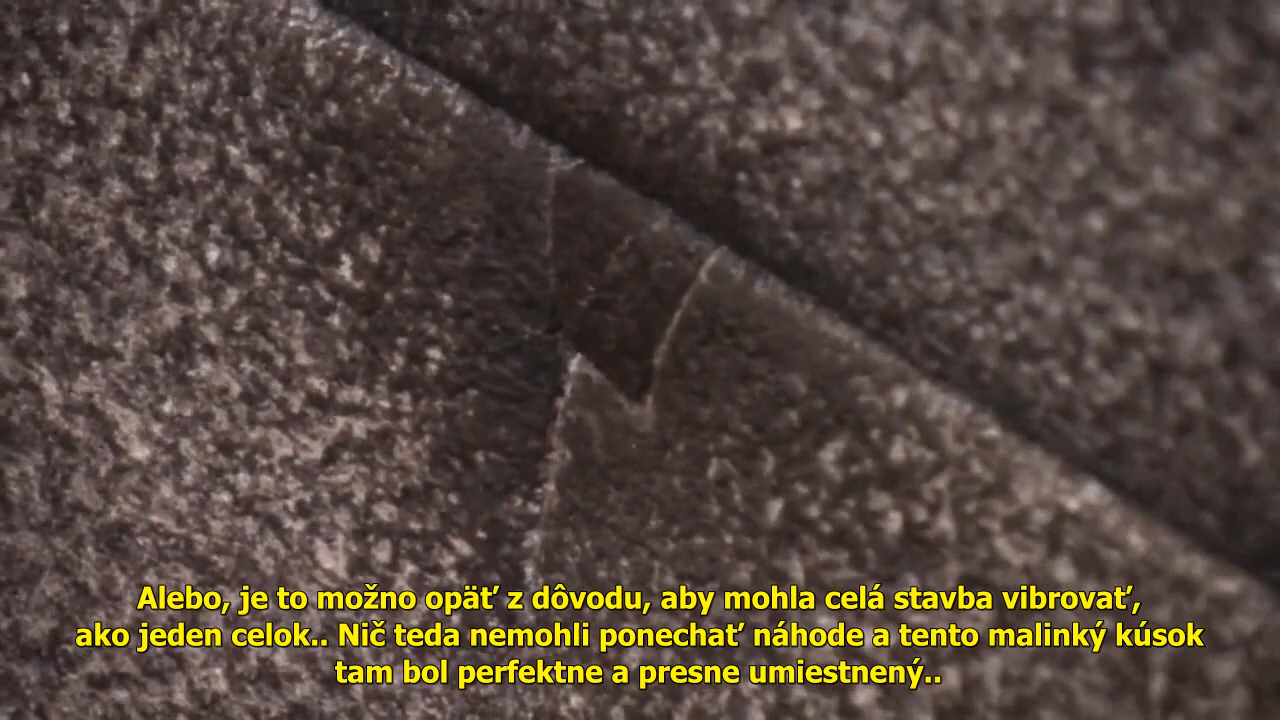 Alebo, je to možno opäť z dôvodu, aby mohla celá stavba vibrovať,
ako jeden celok.. Nič teda nemohli ponechať náhode a tento malinký kúsok
tam bol perfektne a presne umiestnený..